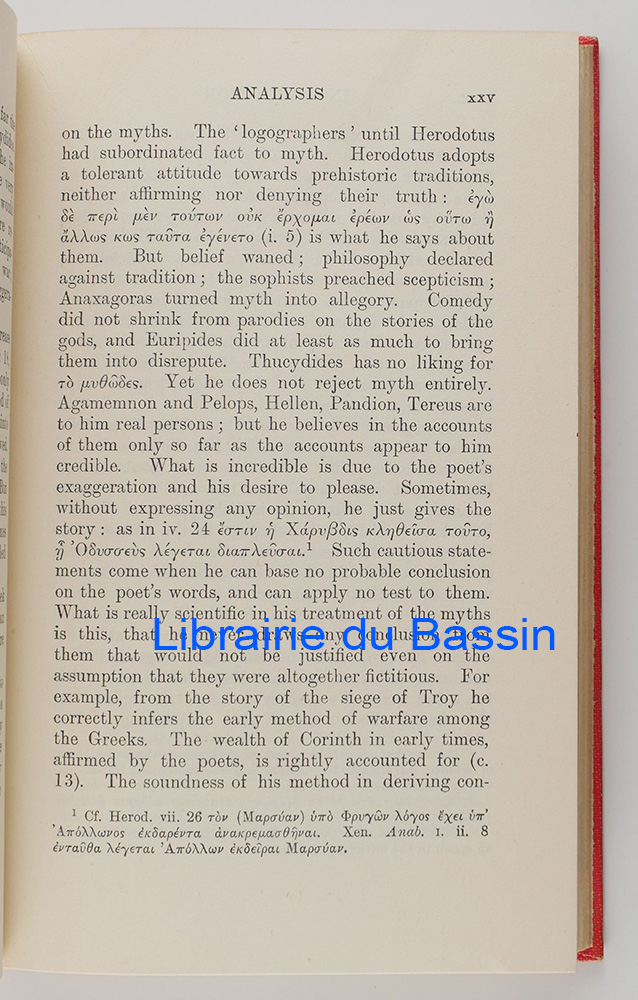 ANALYSIS xxv
on the myths. The ‘logographers’ until Herodotus
had subordinated fact to myth. Herodotus adopts
a tolerant attitude towards prehistoric traditions,
neither affirming nor denying their truth : ἐγὼ
δὲ περὶ μὲν τούτων οὐκ ἔρχομαι ἐρέων ὡς οὕτω ἢ
ἄλλως κως ταῦτα ἐγένετο (i. 5) is what he says about
them. But belief waned ; philosophy declared
against tradition ; the sophists preached scepticism ;
Anaxagoras turned myth into allegory. Comedy
did not shrink from parodies on the stories of the
gods, and Euripides did at least as much to bring
them into disrepute. Thucydides has no liking for
τὸ μυθῶδες. Yet he does not reject myth entirely.
Agamemnon and Pelops, Hellen, Pandion, Tereus are
to him real persons ; but he believes in the accounts
of them only so far as the accounts appear to him
credible. What is incredible is due to the poet’s
exaggeration and his desire to please. Sometimes,
without expressing any opinion, he just gives the
story : as in iv. 24 ἔστιν ἡ Χάρυβδις κληθεῖσα τοῦτο,
ᾗ Ὀδυσσεὺς λέγεται διαπλεῦσαι.¹ Such cautious state-
ments come when he can base no probable conclusion
on the poet’s words, and can apply no test to them.
What is really scientific in his treatment of the myths
is this, that he never draws any conclusion from
Librairie du Bassin
them that would not be justified even on the
assumption that they were altogether fictitious. For
example, from the story of the siege of Troy he
correctly infers the early method of warfare among
the Greeks. The wealth of Corinth in early times,
affirmed by the poets, is rightly accounted for (c.
13). The soundness of his method in deriving con-
¹ Cf. Herod. vii. 26 τὸν (Μαρσύαν) ὑπὸ Φρυγῶν λόγος ἔχει ὑπ’
Ἀπόλλωνος ἐκδαρέντα ἀνακρεμασθῆναι. Xen. Anab. I. ii. 8
ἐνταῦθα λέγεται Ἀπόλλων ἐκδεῖραι Μαρσύαν.